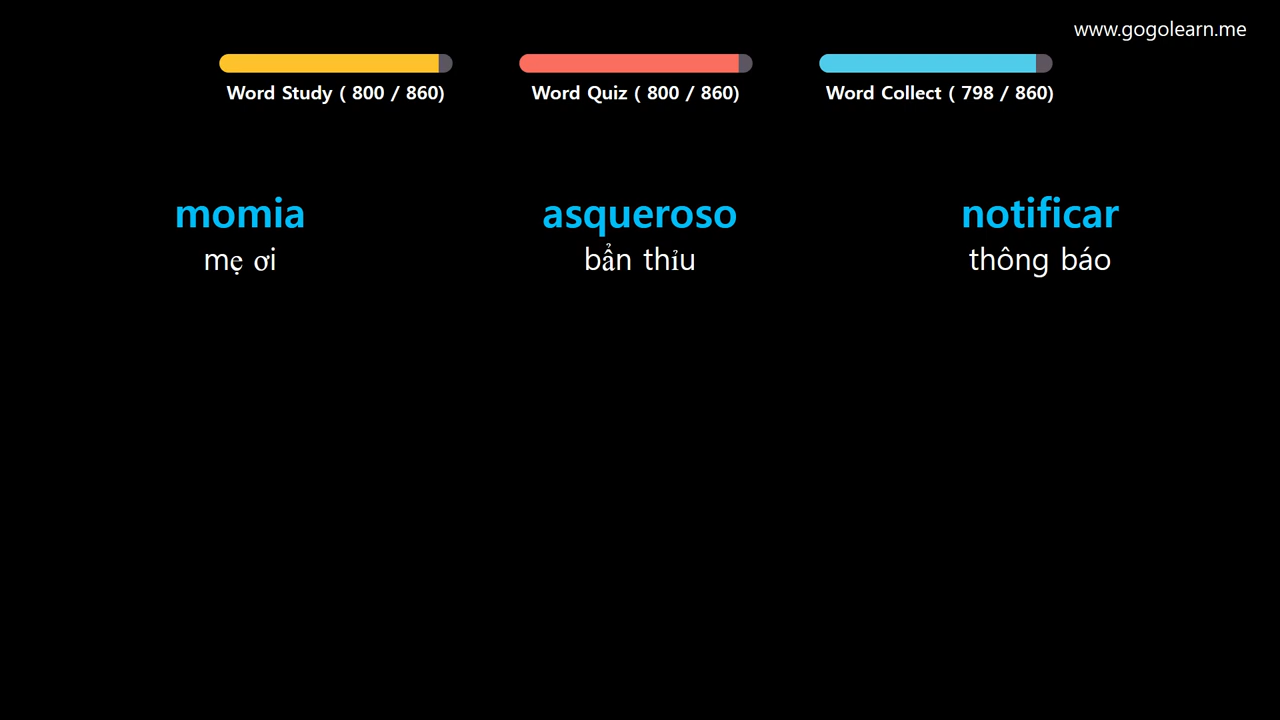 www.gogolearn.me
Word Study ( 800 / 860)
Word Quiz ( 800 / 860)
Word Collect ( 798 / 860)
momia
mẹ ơi
asqueroso
bẩn thỉu
notificar
thông báo